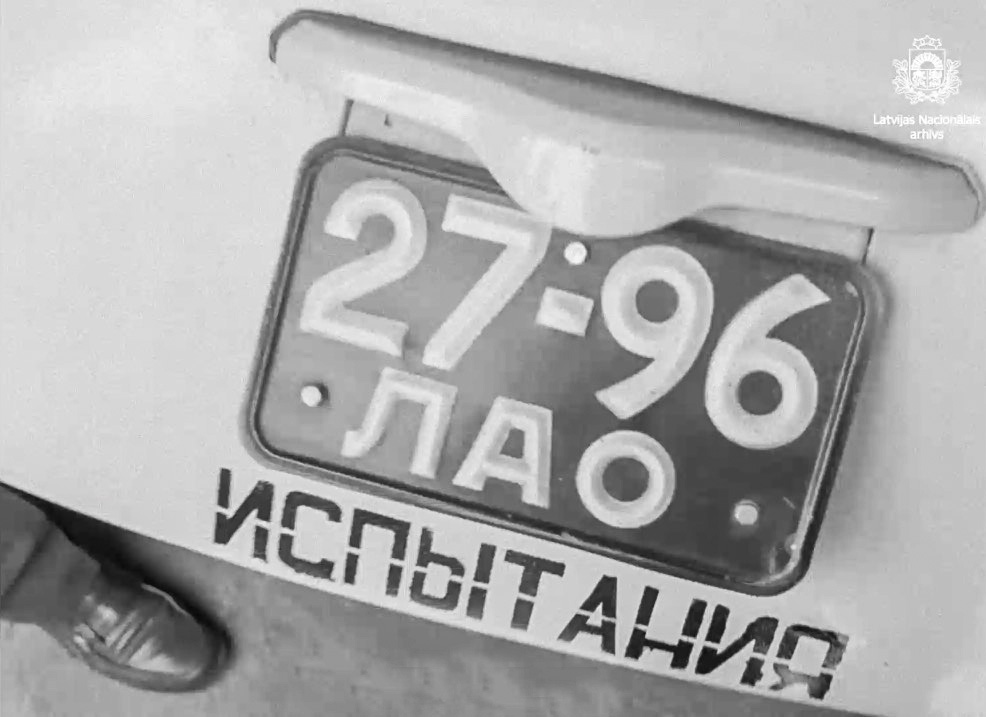 Latvijas Nacionālais
arhīvs
27-96
ЛАО
ИСПЫТАНИЯ